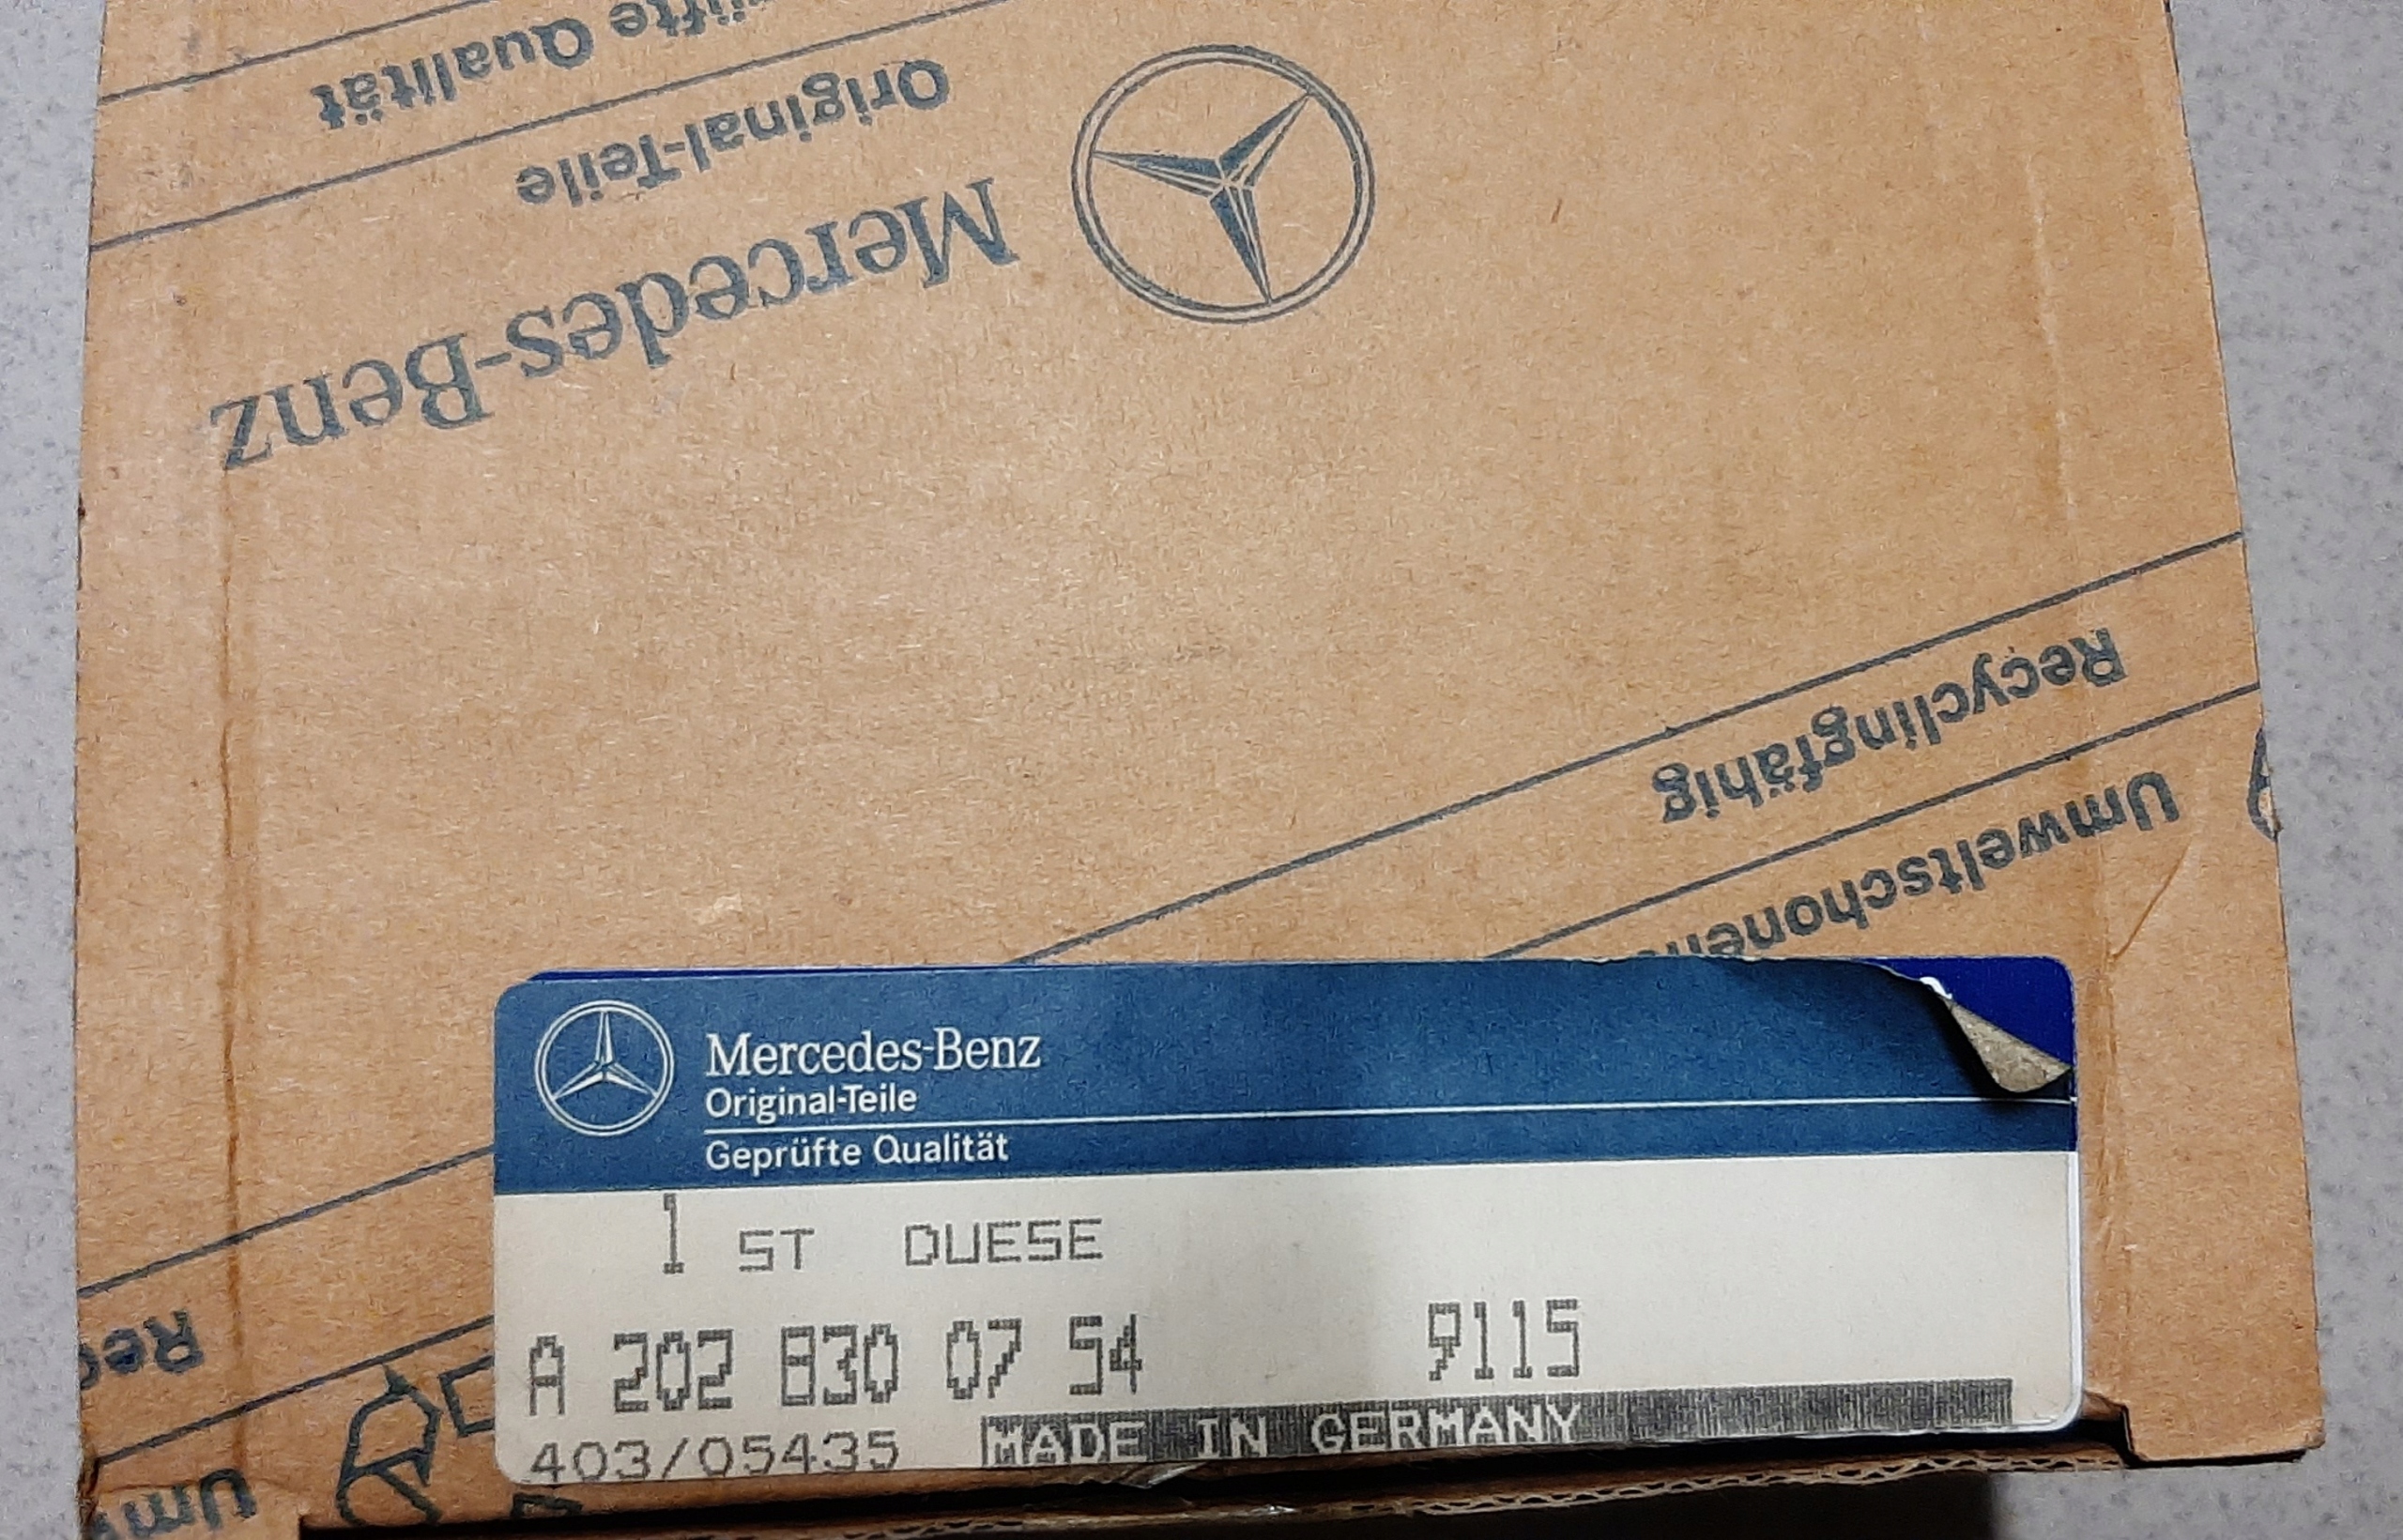 Geprüfte Qualität
Original-Teile
Mercedes-Benz
Recyclingfähig
Mercedes-Benz
Original-Teile
Geprüfte Qualität
1 ST DUESE
A 202 830 07 54 9115
403/05435 MADE IN GERMANY